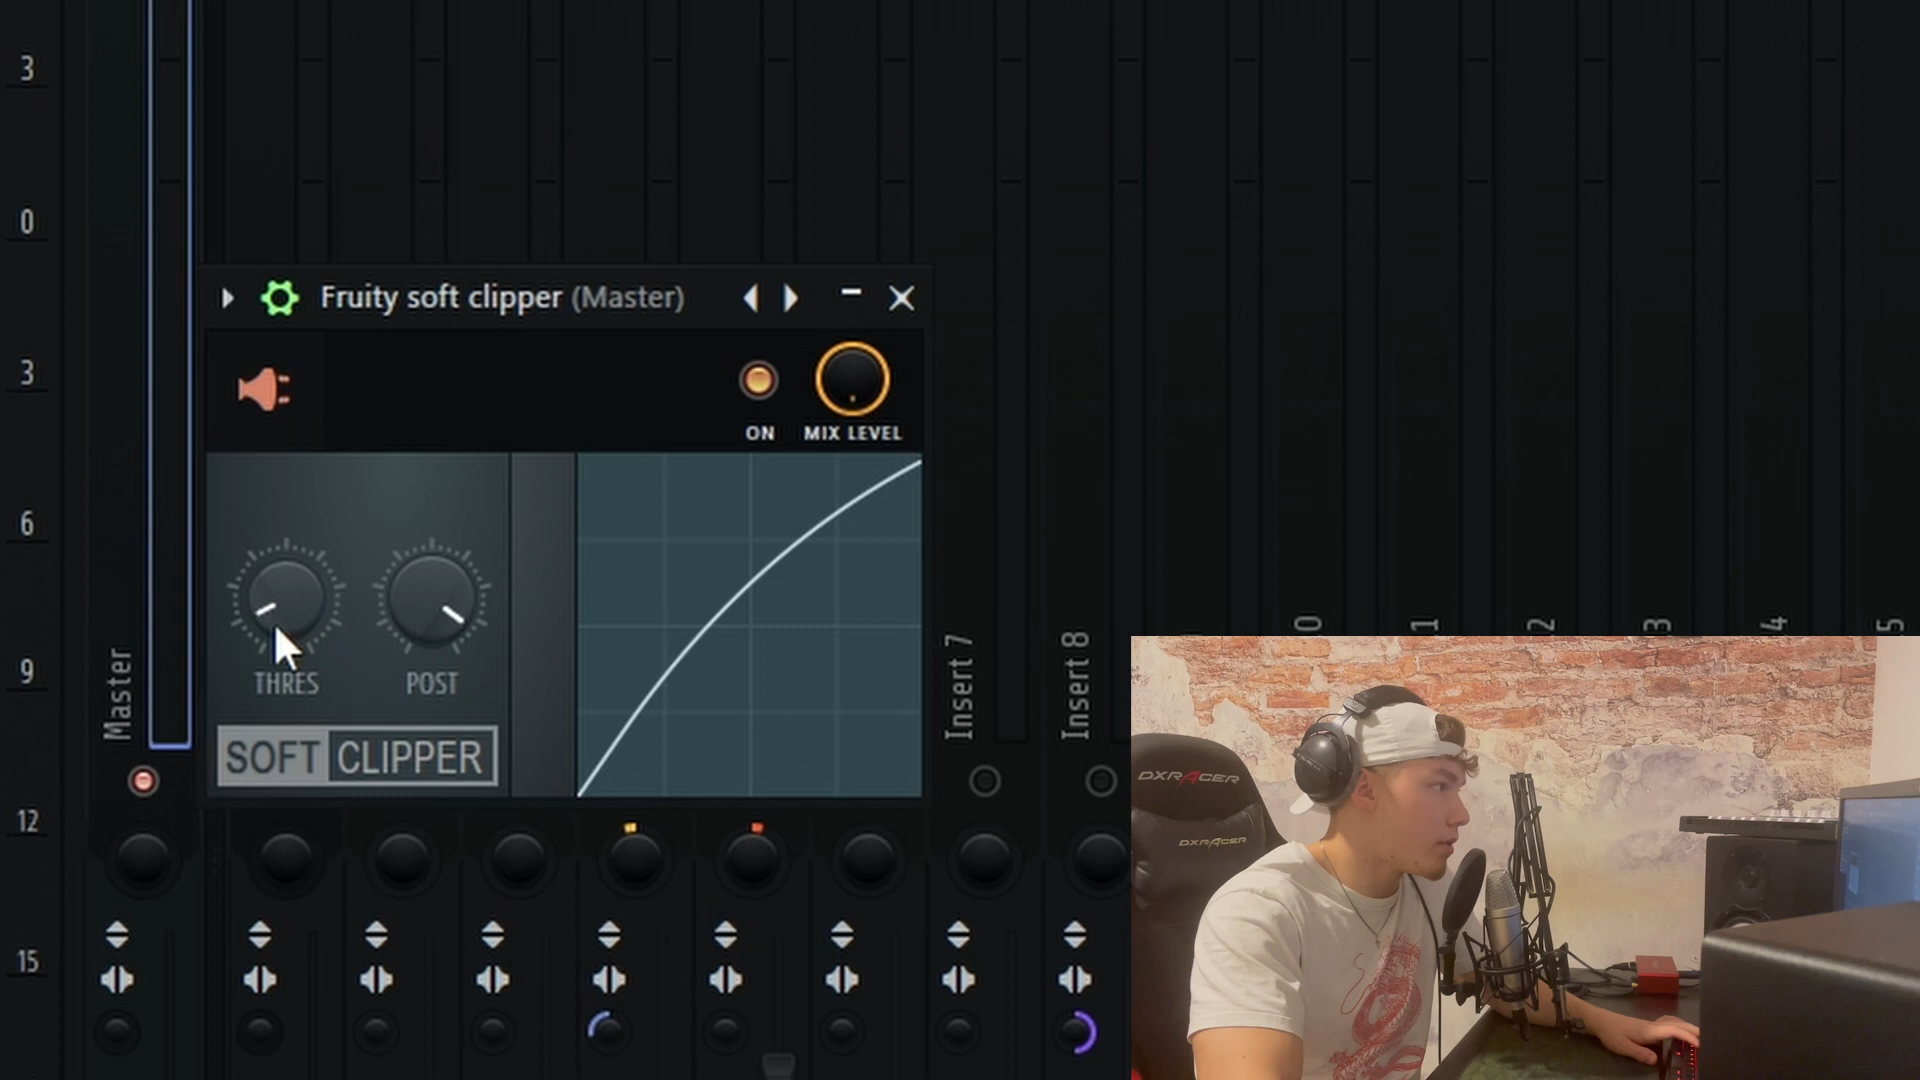 3
0
3
6
9
12
15
Fruity soft clipper (Master)
ON
MIX LEVEL
THRES
POST
SOFT CLIPPER
Master
Insert 7
Insert 8
0
1
2
3
4
5
DXRACER
DXRACER